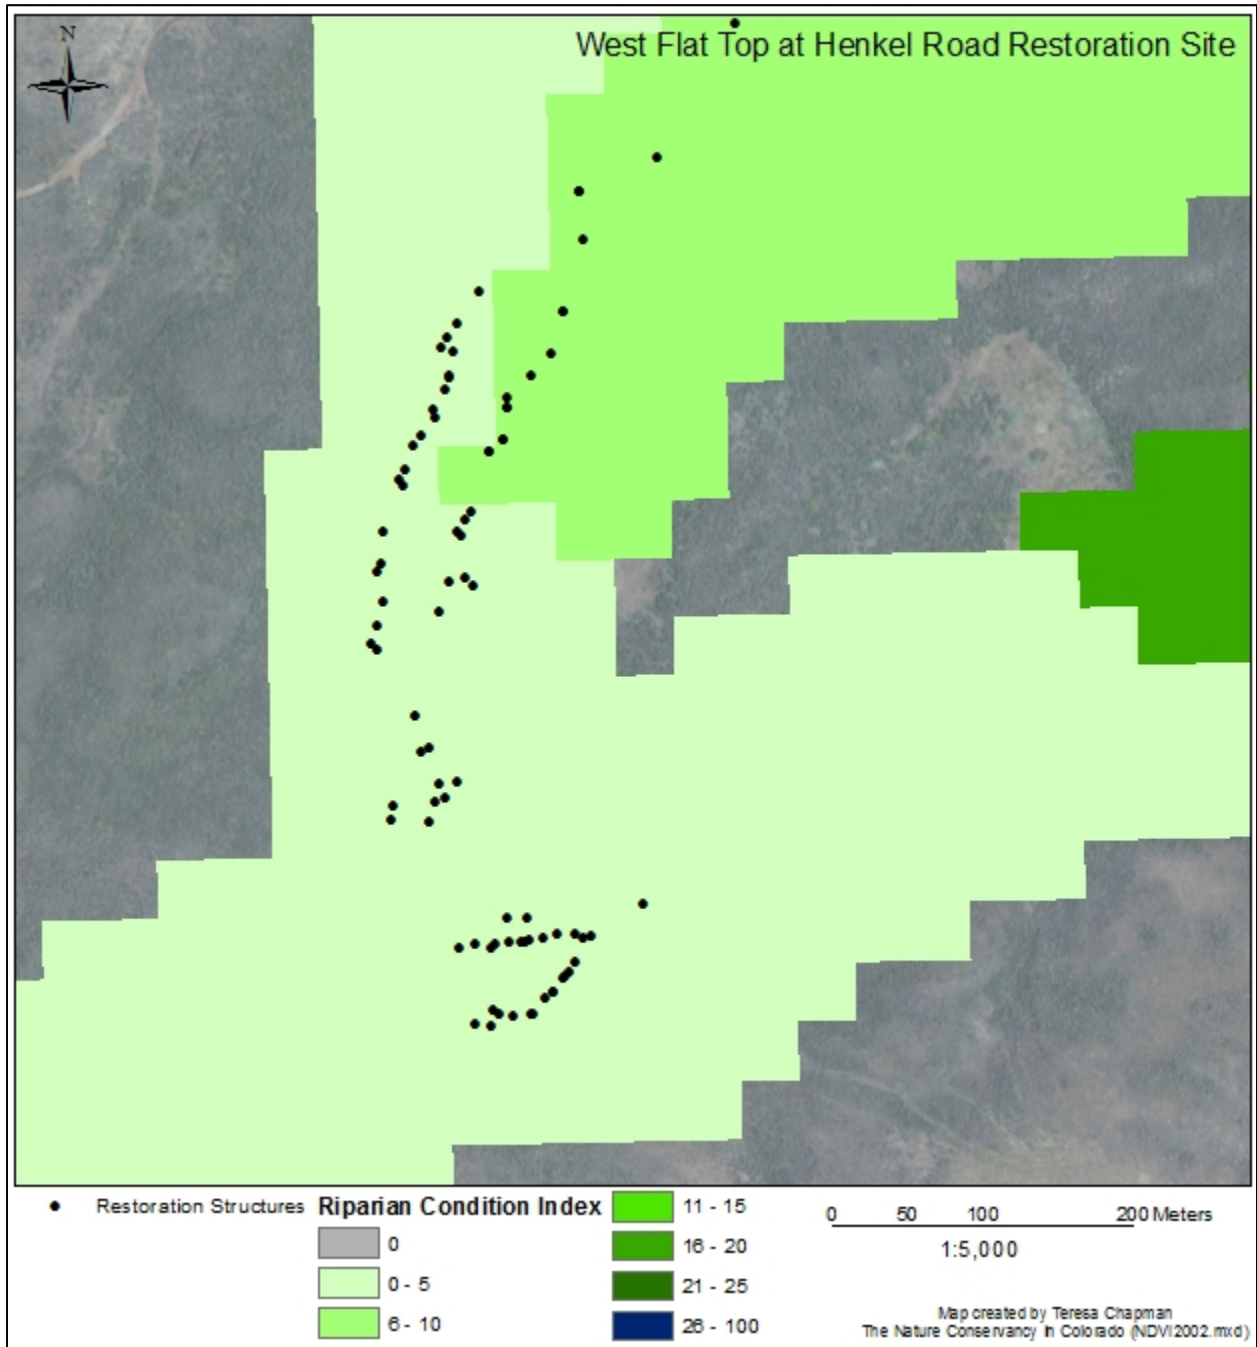 N
West Flat Top at Henkel Road Restoration Site
Restoration Structures
Riparian Condition Index
0
0 - 5
6 - 10
11 - 15
16 - 20
21 - 25
26 - 100
0 50 100 200 Meters
1:5,000
Map created by Teresa Chapman
The Nature Conservancy in Colorado (NDVI2002.mxd)